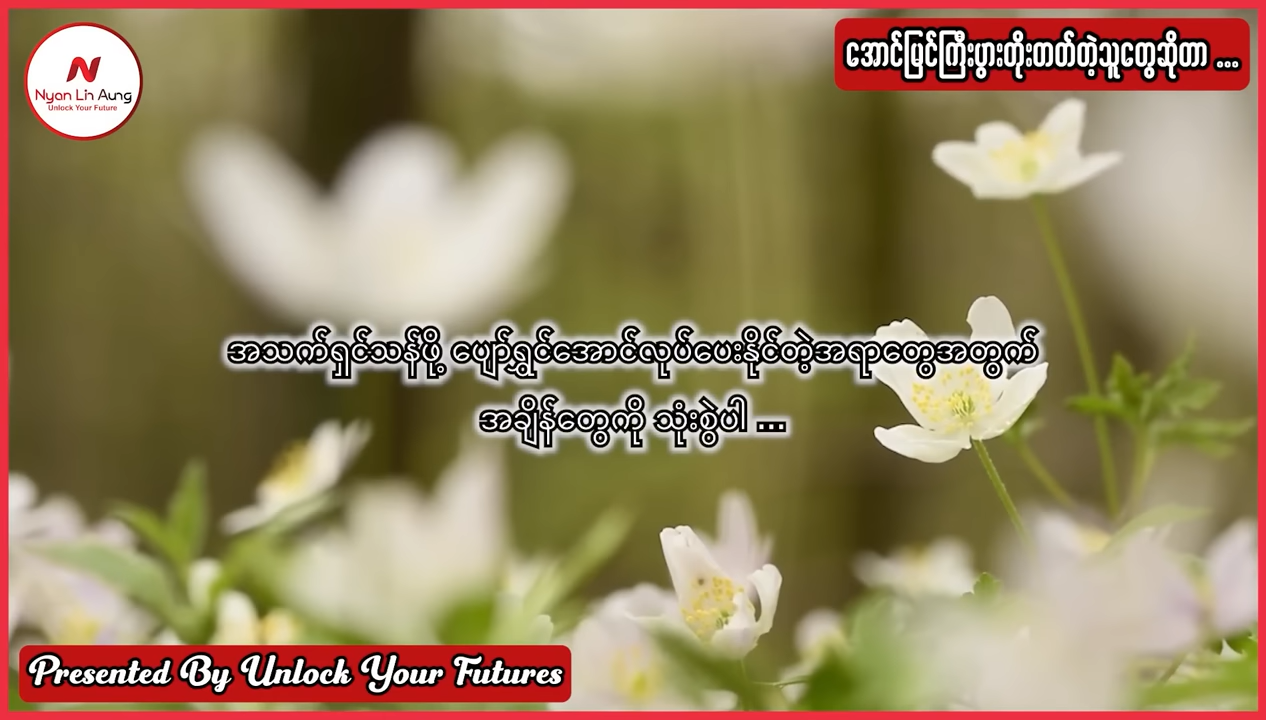 Nyan Lin Aung
Unlock Your Future
အောင်မြင်ကြီးပွားတိုးတတ်တဲ့သူတွေဆိုတာ ...
အသက်ရှင်သန်ဖို့ ပျော်ရွှင်အောင်လုပ်ပေးနိုင်တဲ့အရာတွေအတွက်
အချိန်တွေကို သုံးစွဲပါ ...
Presented By Unlock Your Futures